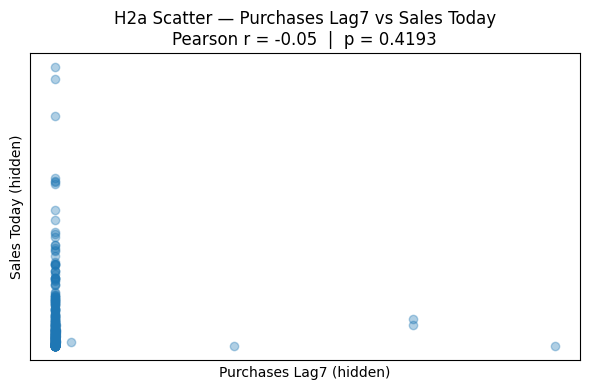 H2a Scatter — Purchases Lag7 vs Sales Today
Pearson r = -0.05 | p = 0.4193
Sales Today (hidden)
Purchases Lag7 (hidden)